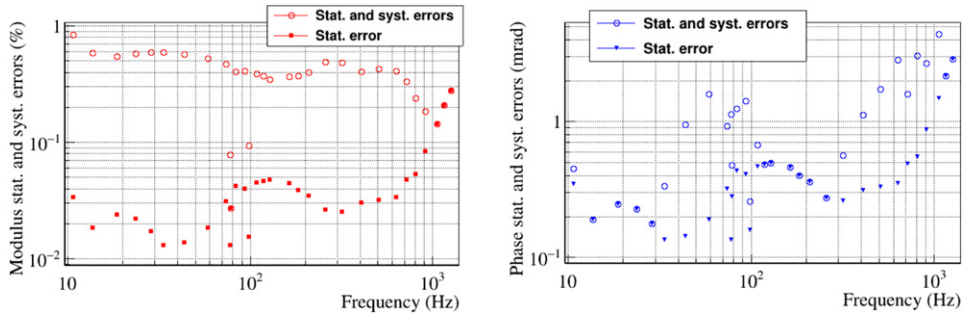 Stat. and syst. errors
Stat. error
Modulus stat. and syst. errors (%)
1
10⁻¹
10⁻²
10
10²
10³
Frequency (Hz)
Stat. and syst. errors
Stat. error
Phase stat. and syst. errors (mrad)
1
10⁻¹
10
10²
10³
Frequency (Hz)